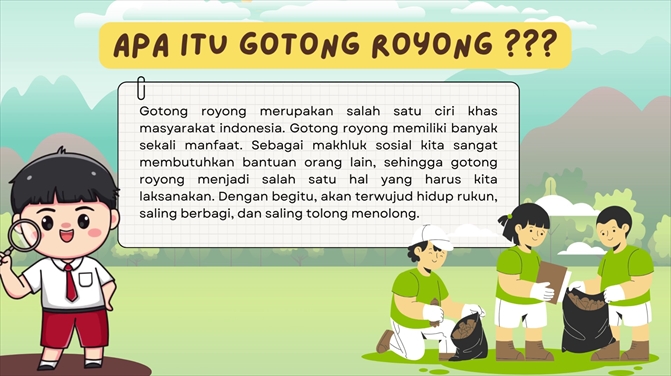 APA ITU GOTONG ROYONG ???
Gotong royong merupakan salah satu ciri khas
masyarakat indonesia. Gotong royong memiliki banyak
sekali manfaat. Sebagai makhluk sosial kita sangat
membutuhkan bantuan orang lain, sehingga gotong
royong menjadi salah satu hal yang harus kita
laksanakan. Dengan begitu, akan terwujud hidup rukun,
saling berbagi, dan saling tolong menolong.